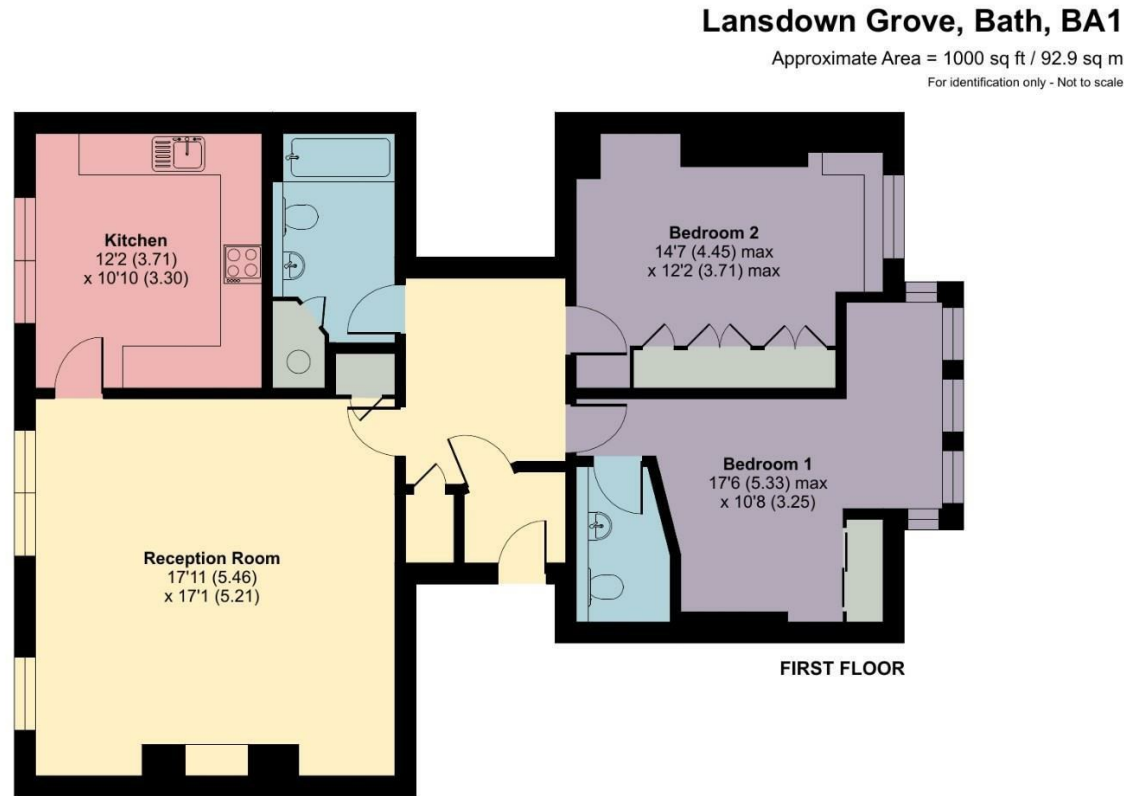 Lansdown Grove, Bath, BA1
Approximate Area = 1000 sq ft / 92.9 sq m
For identification only - Not to scale
Kitchen
12'2 (3.71)
x 10'10 (3.30)
Bedroom 2
14'7 (4.45) max
x 12'2 (3.71) max
Bedroom 1
17'6 (5.33) max
x 10'8 (3.25)
Reception Room
17'11 (5.46)
x 17'1 (5.21)
FIRST FLOOR